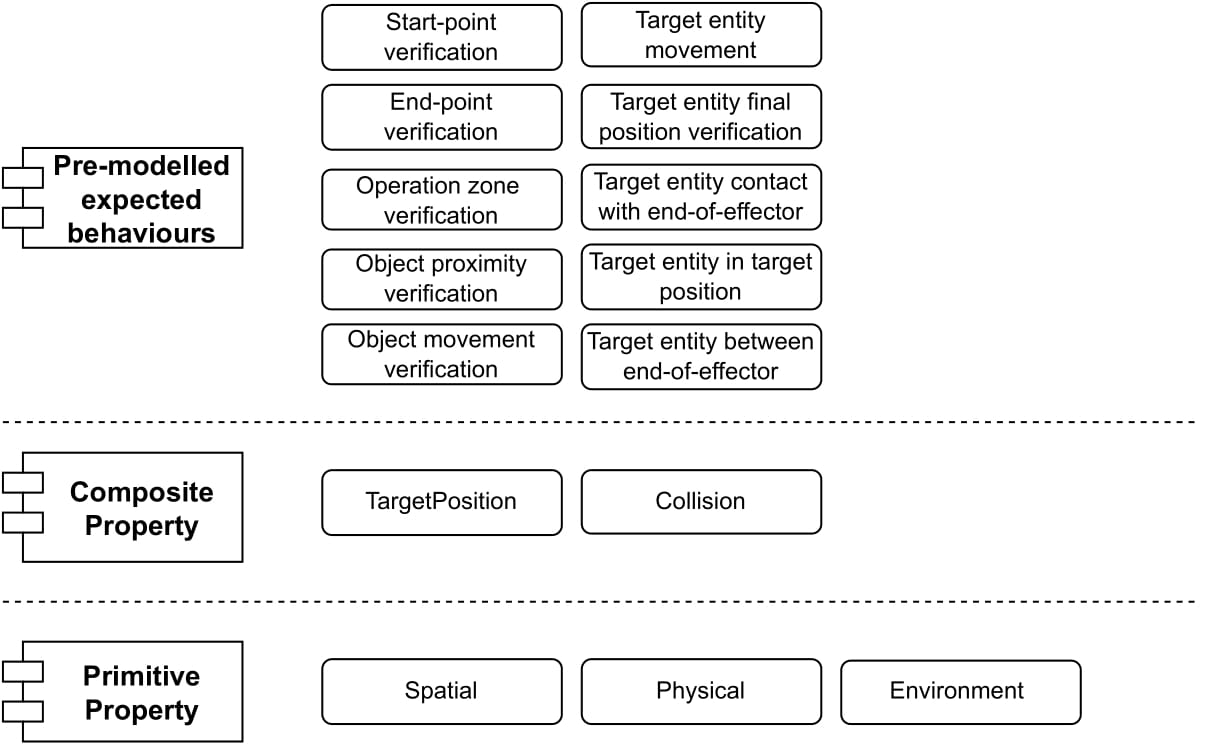 Pre-modelled
expected
behaviours
Start-point
verification
Target entity
movement
End-point
verification
Target entity final
position verification
Operation zone
verification
Target entity contact
with end-of-effector
Object proximity
verification
Target entity in target
position
Object movement
verification
Target entity between
end-of-effector
Composite
Property
TargetPosition
Collision
Primitive
Property
Spatial
Physical
Environment